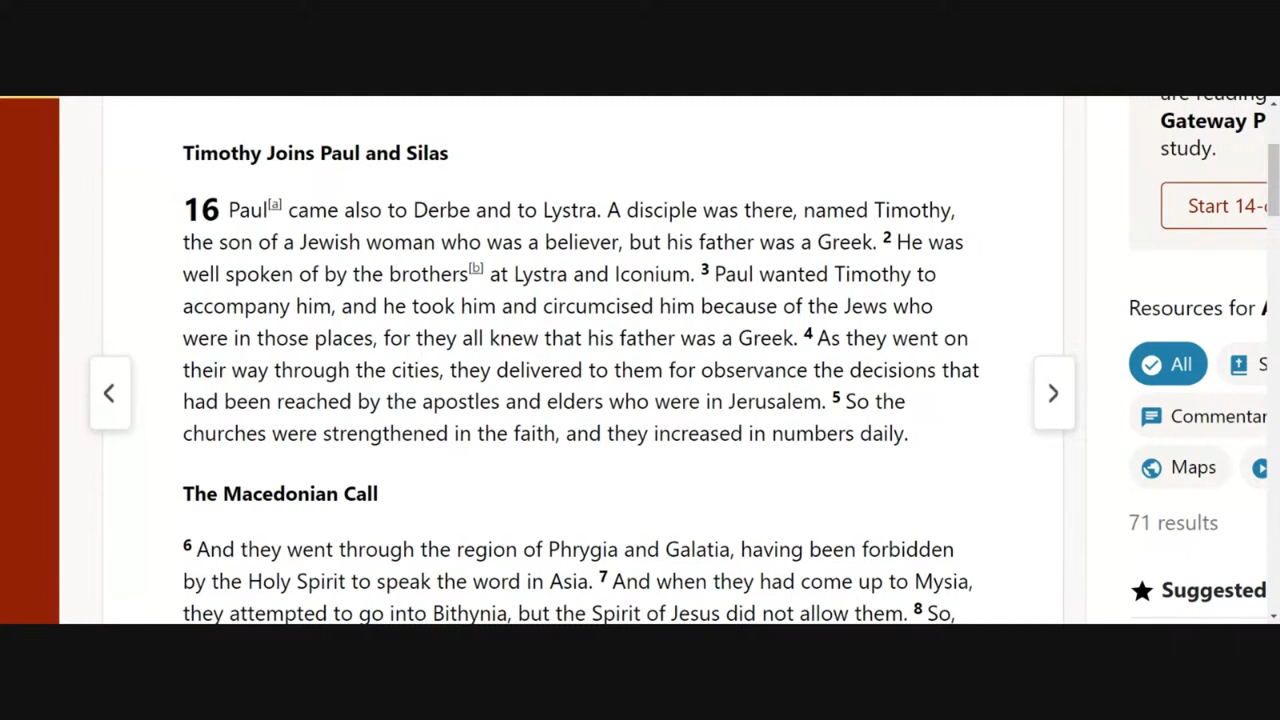 Timothy Joins Paul and Silas
16 Paul[a] came also to Derbe and to Lystra. A disciple was there, named Timothy,
the son of a Jewish woman who was a believer, but his father was a Greek. 2 He was
well spoken of by the brothers[b] at Lystra and Iconium. 3 Paul wanted Timothy to
accompany him, and he took him and circumcised him because of the Jews who
were in those places, for they all knew that his father was a Greek. 4 As they went on
their way through the cities, they delivered to them for observance the decisions that
had been reached by the apostles and elders who were in Jerusalem. 5 So the
churches were strengthened in the faith, and they increased in numbers daily.
The Macedonian Call
6 And they went through the region of Phrygia and Galatia, having been forbidden
by the Holy Spirit to speak the word in Asia. 7 And when they had come up to Mysia,
they attempted to go into Bithynia, but the Spirit of Jesus did not allow them. 8 So,
are reading
Gateway P
study.
Start 14-
Resources for A
All
S
Commentar
Maps
71 results
Suggested